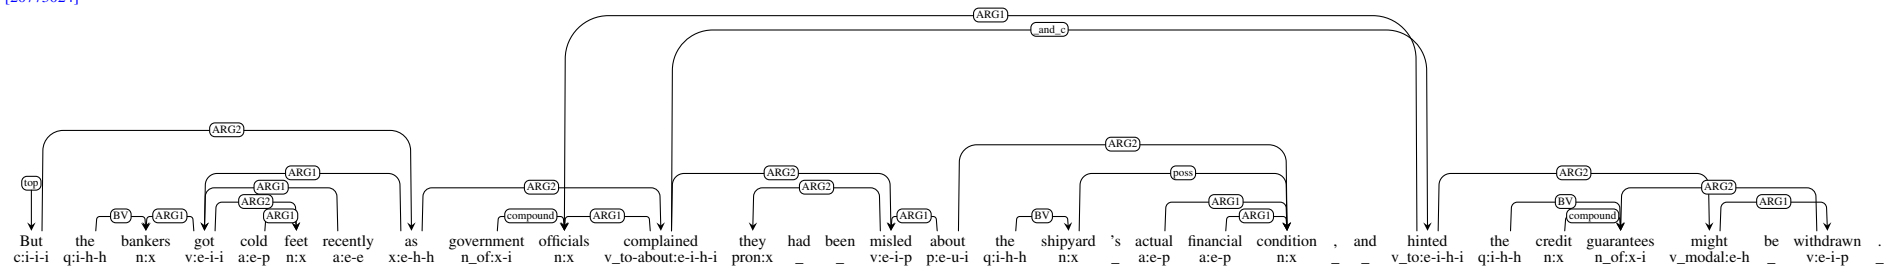 ARG1
_and_c
ARG2
ARG2
top ARG1 ARG2 poss ARG2
ARG1 ARG2 ARG2 ARG2
ARG2 ARG1 BV
BV ARG1 ARG1 compound ARG1 ARG1 BV ARG1 compound ARG1
But the bankers got cold feet recently as government officials complained they had been misled about the shipyard 's actual financial condition , and hinted the credit guarantees might be withdrawn .
c:i-i-i q:i-h-h n:x v:e-i-i a:e-p n:x a:e-e x:e-h-h n_of:x-i n:x v_to-about:e-i-h-i pron:x _ _ v:e-i-p p:e-u-i q:i-h-h n:x _ a:e-p a:e-p n:x _ _ v_to:e-i-h-i q:i-h-h n:x n_of:x-i v_modal:e-h _ v:e-i-p _